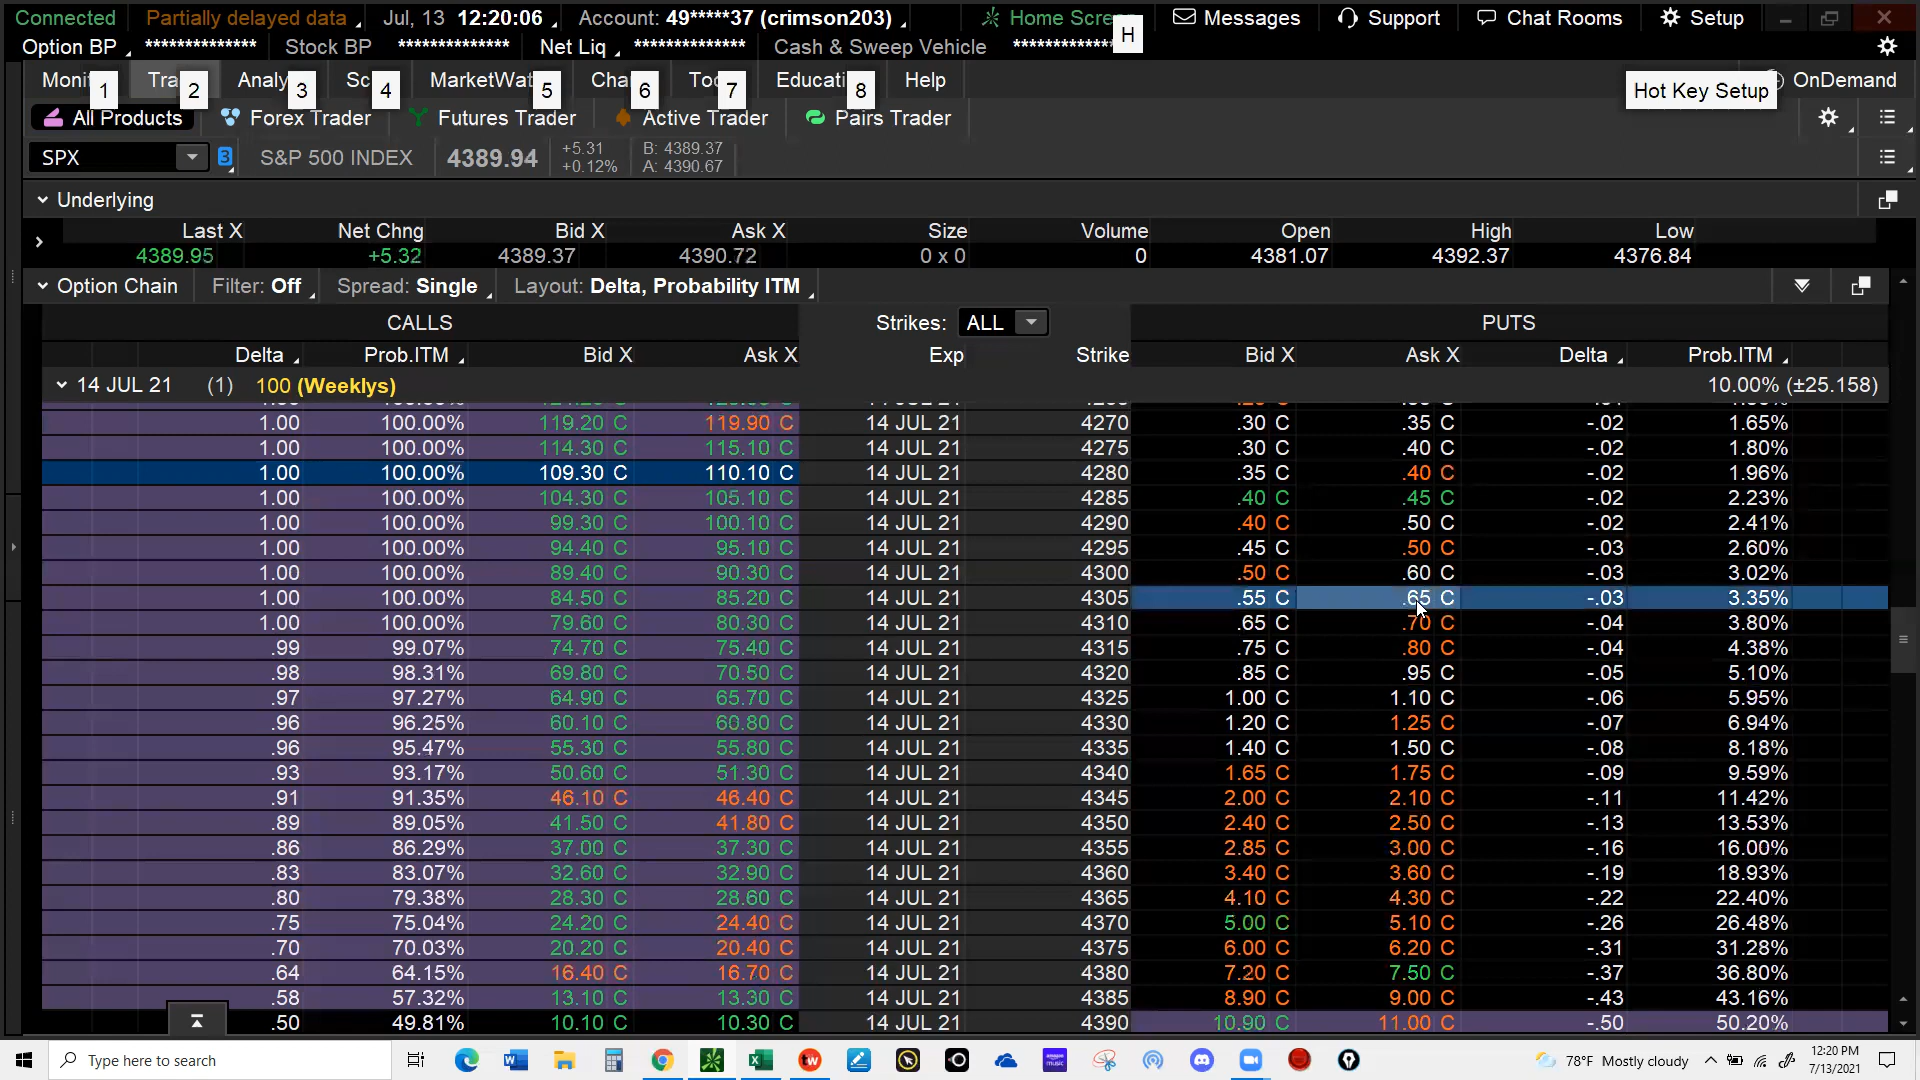 Connected Partially delayed data Jul, 13 12:20:06 Account: 49*****37 (crimson203) Home Scre Messages Support Chat Rooms Setup
H
Option BP ************** Stock BP ************** Net Liq ************** Cash & Sweep Vehicle
Moni Tra Analy Sc MarketWat Cha Too Educati Help OnDemand
1 2 3 4 5 6 7 8 Hot Key Setup
All Products Forex Trader Futures Trader Active Trader Pairs Trader
SPX 3 S&P 500 INDEX 4389.94 +5.31 +0.12% B: 4389.37 A: 4390.67
Underlying
Last X Net Chng Bid X Ask X Size Volume Open High Low
4389.95 +5.32 4389.37 4390.72 0 x 0 0 4381.07 4392.37 4376.84
Option Chain Filter: Off Spread: Single Layout: Delta, Probability ITM
CALLS Strikes: ALL PUTS
Delta Prob.ITM Bid X Ask X Exp Strike Bid X Ask X Delta Prob.ITM
14 JUL 21 (1) 100 (Weeklys) 10.00% (±25.158)
1.00 100.00% 119.20 C 119.90 C 14 JUL 21 4270 .30 C .35 C -.02 1.65%
1.00 100.00% 114.30 C 115.10 C 14 JUL 21 4275 .30 C .40 C -.02 1.80%
1.00 100.00% 109.30 C 110.10 C 14 JUL 21 4280 .35 C .40 C -.02 1.96%
1.00 100.00% 104.30 C 105.10 C 14 JUL 21 4285 .40 C .45 C -.02 2.23%
1.00 100.00% 99.30 C 100.10 C 14 JUL 21 4290 .40 C .50 C -.02 2.41%
1.00 100.00% 94.40 C 95.10 C 14 JUL 21 4295 .45 C .50 C -.03 2.60%
1.00 100.00% 89.40 C 90.30 C 14 JUL 21 4300 .50 C .60 C -.03 3.02%
1.00 100.00% 84.50 C 85.20 C 14 JUL 21 4305 .55 C .65 C -.03 3.35%
1.00 100.00% 79.60 C 80.30 C 14 JUL 21 4310 .65 C .70 C -.04 3.80%
.99 99.07% 74.70 C 75.40 C 14 JUL 21 4315 .75 C .80 C -.04 4.38%
.98 98.31% 69.80 C 70.50 C 14 JUL 21 4320 .85 C .95 C -.05 5.10%
.97 97.27% 64.90 C 65.70 C 14 JUL 21 4325 1.00 C 1.10 C -.06 5.95%
.96 96.25% 60.10 C 60.80 C 14 JUL 21 4330 1.20 C 1.25 C -.07 6.94%
.96 95.47% 55.30 C 55.80 C 14 JUL 21 4335 1.40 C 1.50 C -.08 8.18%
.93 93.17% 50.60 C 51.30 C 14 JUL 21 4340 1.65 C 1.75 C -.09 9.59%
.91 91.35% 46.10 C 46.40 C 14 JUL 21 4345 2.00 C 2.10 C -.11 11.42%
.89 89.05% 41.50 C 41.80 C 14 JUL 21 4350 2.40 C 2.50 C -.13 13.53%
.86 86.29% 37.00 C 37.30 C 14 JUL 21 4355 2.85 C 3.00 C -.16 16.00%
.83 83.07% 32.60 C 32.90 C 14 JUL 21 4360 3.40 C 3.60 C -.19 18.93%
.80 79.38% 28.30 C 28.60 C 14 JUL 21 4365 4.10 C 4.30 C -.22 22.40%
.75 75.04% 24.20 C 24.40 C 14 JUL 21 4370 5.00 C 5.10 C -.26 26.48%
.70 70.03% 20.20 C 20.40 C 14 JUL 21 4375 6.00 C 6.20 C -.31 31.28%
.64 64.15% 16.40 C 16.70 C 14 JUL 21 4380 7.20 C 7.50 C -.37 36.80%
.58 57.32% 13.10 C 13.30 C 14 JUL 21 4385 8.90 C 9.00 C -.43 43.16%
.50 49.81% 10.10 C 10.30 C 14 JUL 21 4390 10.90 C 11.00 C -.50 50.20%
Type here to search 78°F Mostly cloudy 12:20 PM
7/13/2021